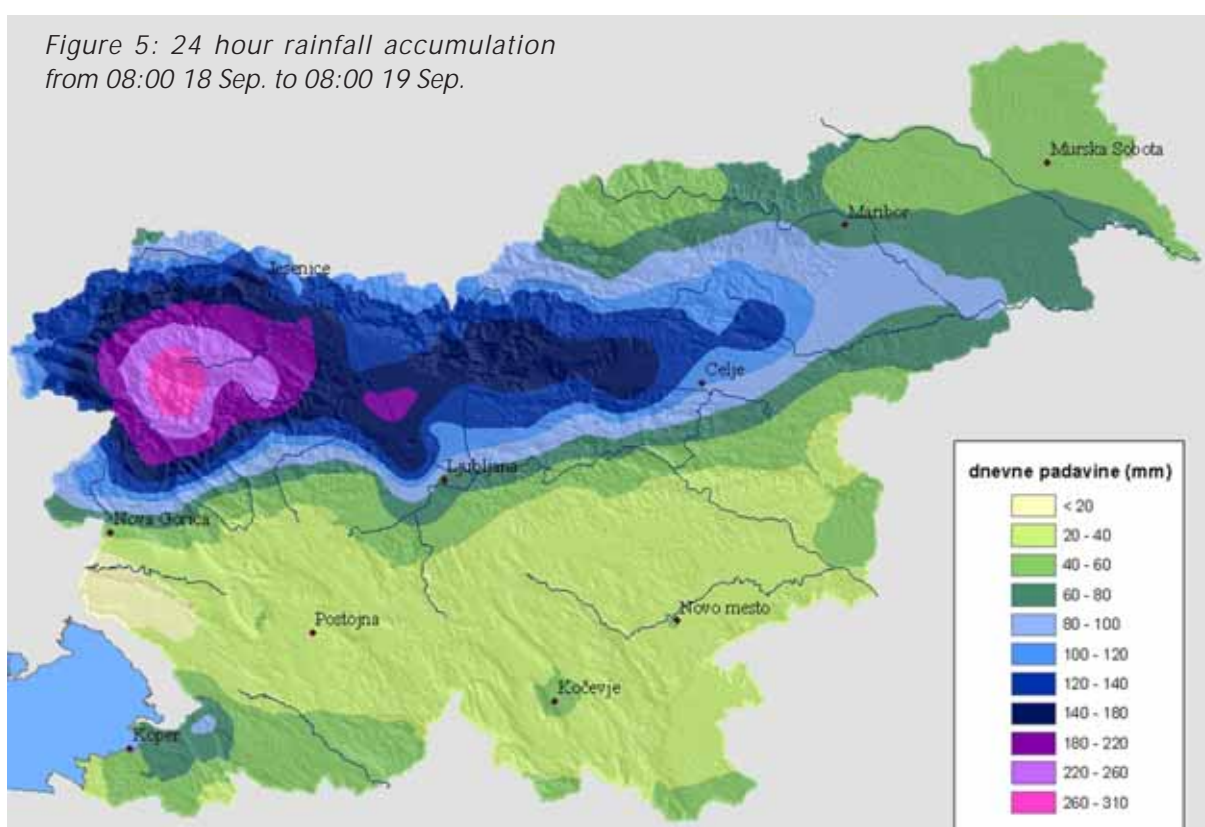 Figure 5: 24 hour rainfall accumulation
from 08:00 18 Sep. to 08:00 19 Sep.
Murska Sobota
Maribor
Jesenice
Celje
Ljubljana
Nova Gorica
Postojna
Novo mesto
Kočevje
Koper
dnevne padavine (mm)
< 20
20 - 40
40 - 60
60 - 80
80 - 100
100 - 120
120 - 140
140 - 180
180 - 220
220 - 260
260 - 310